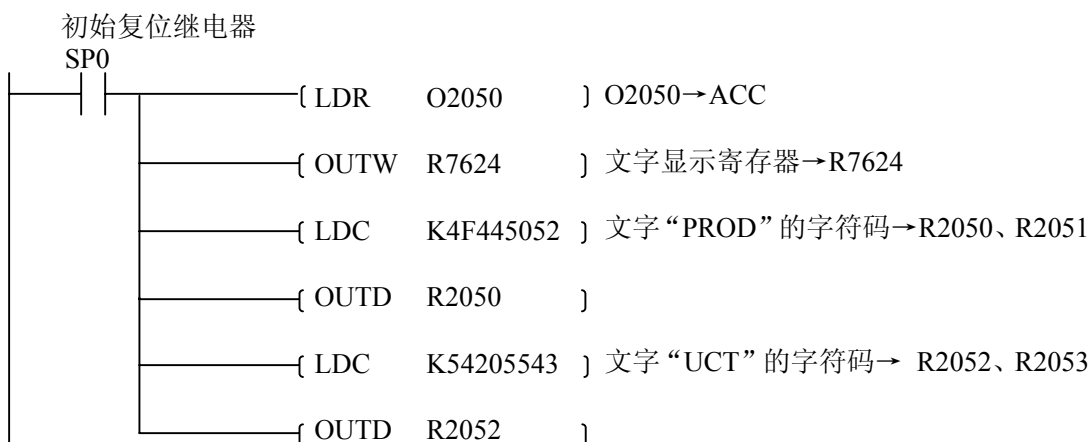 初始复位继电器
SP0
LDR O2050 O2050→ACC
OUTW R7624 文字显示寄存器→R7624
LDC K4F445052 文字“PROD”的字符码→R2050、R2051
OUTD R2050
LDC K54205543 文字“UCT”的字符码→ R2052、R2053
OUTD R2052